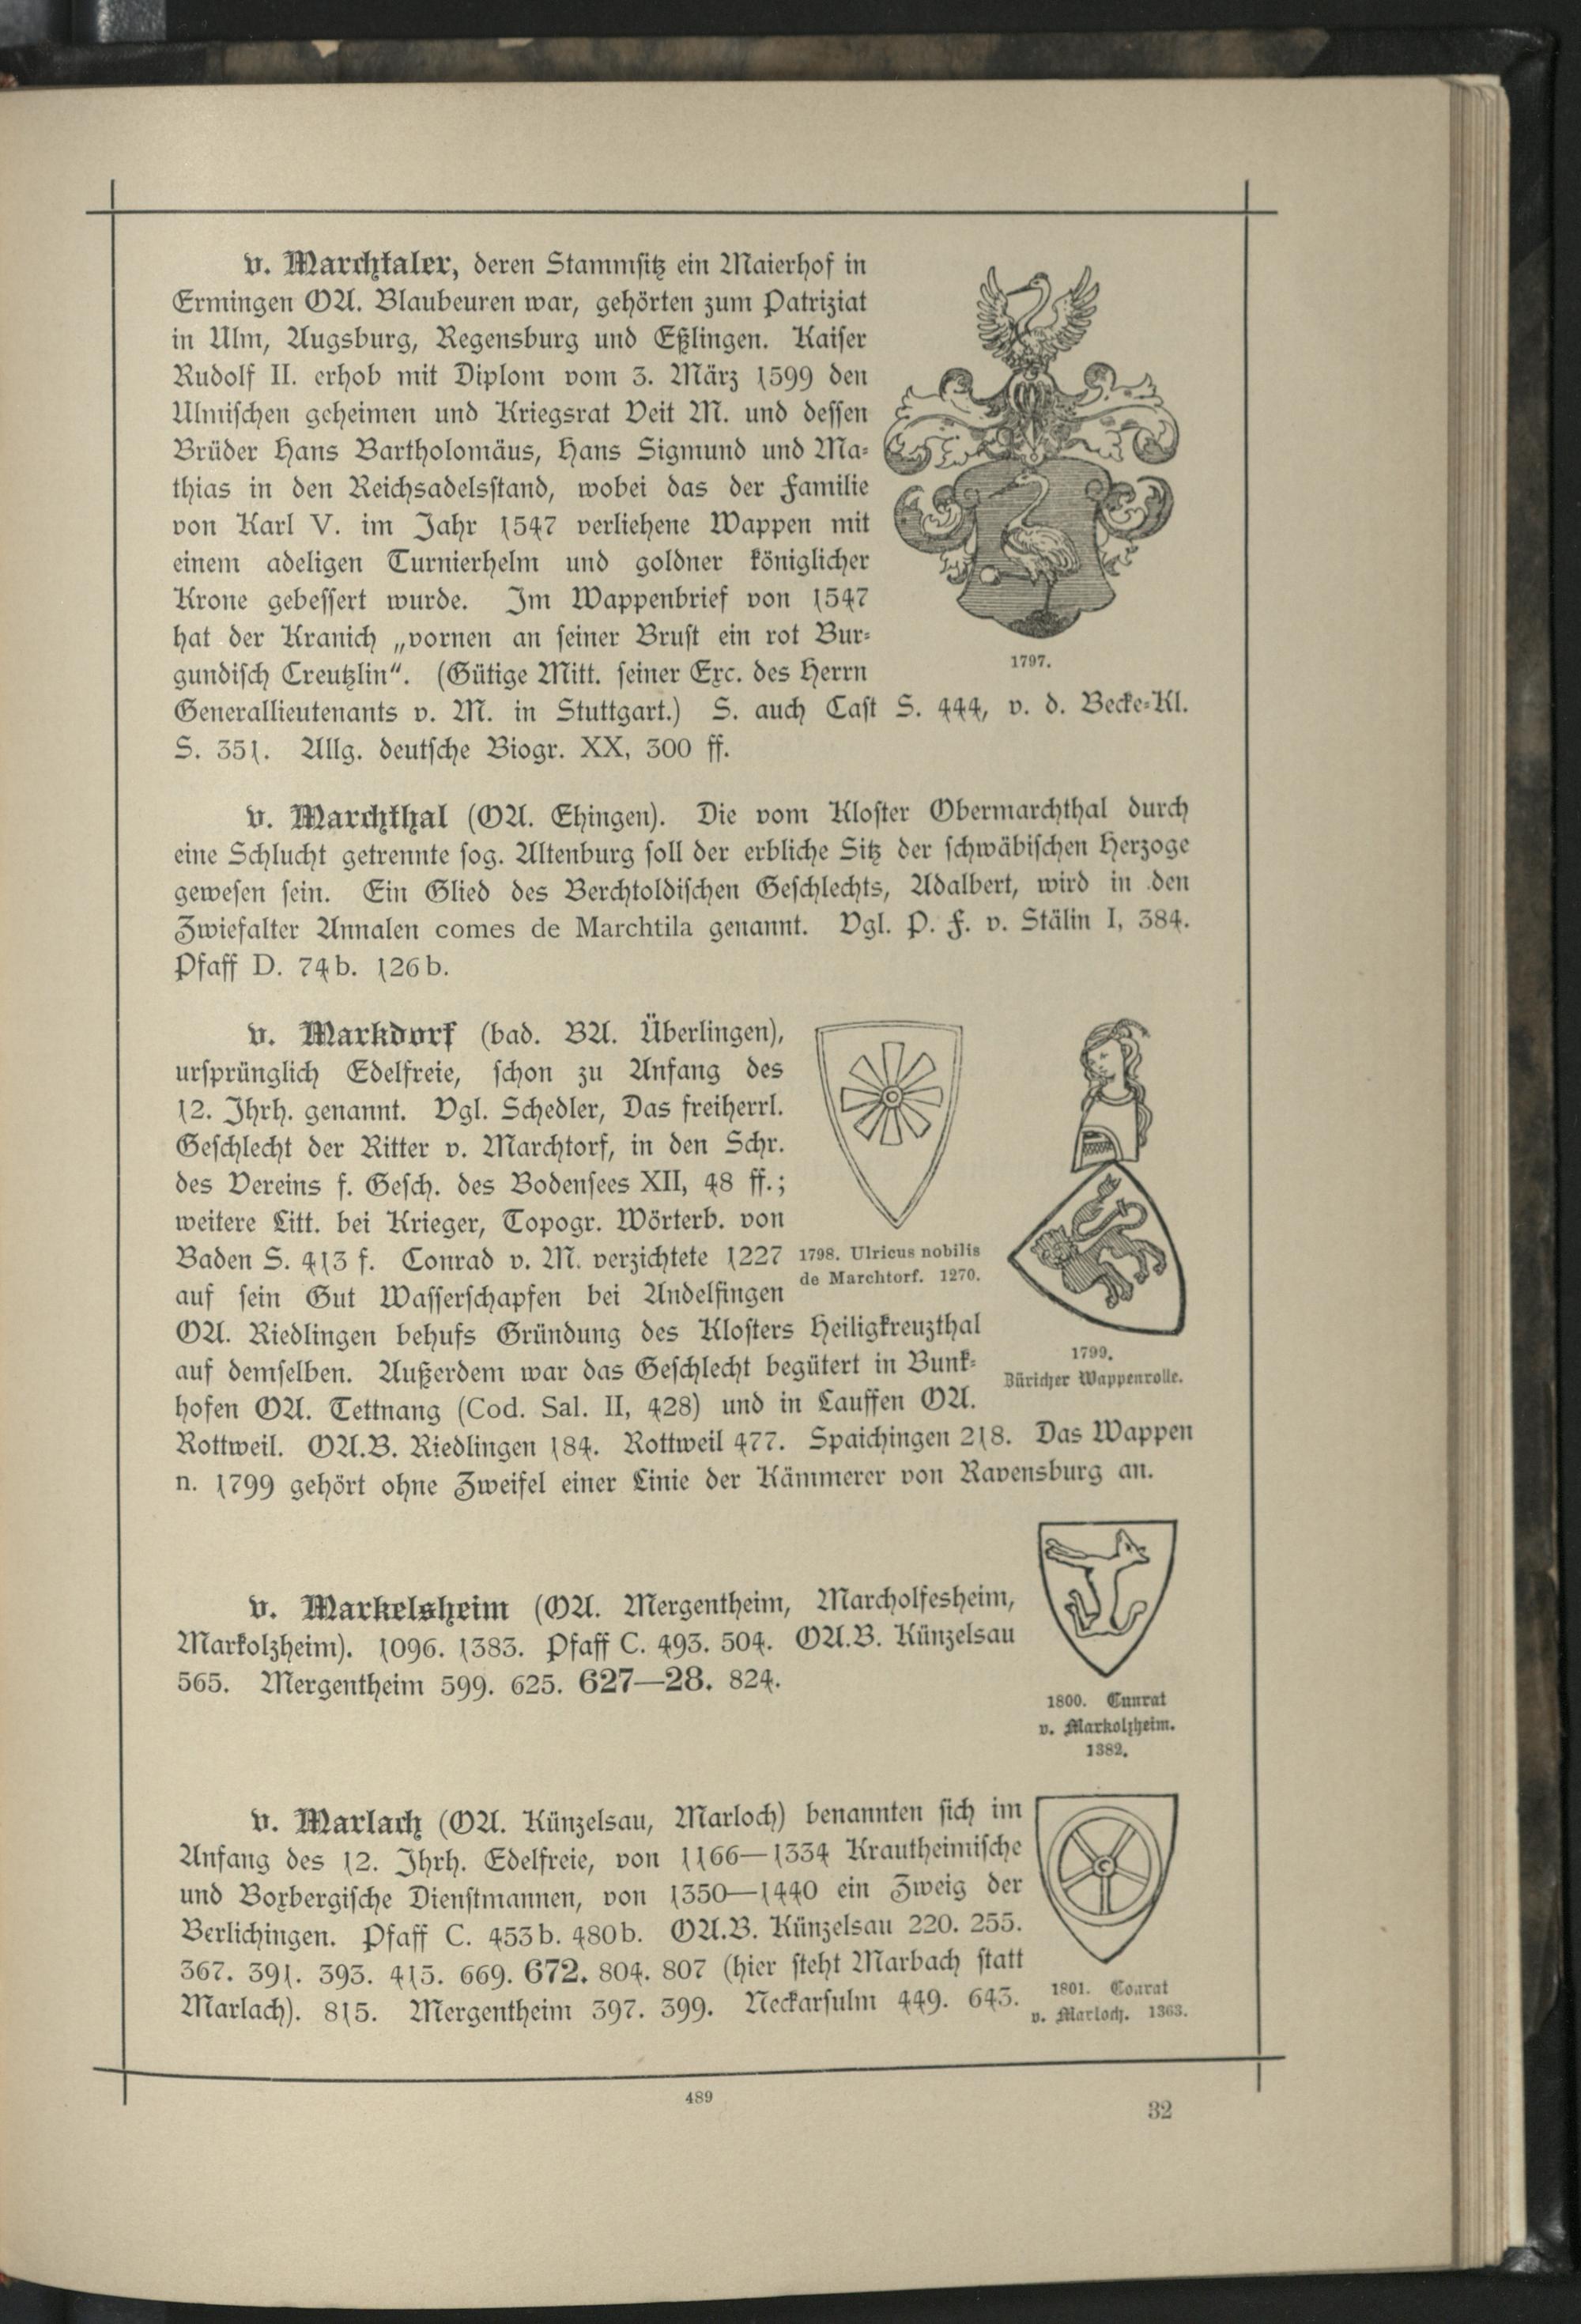 v. Marchtaler, deren Stammsitz ein Maierhof in
Ermingen OA. Blaubeuren war, gehörten zum Patriziat
in Ulm, Augsburg, Regensburg und Eßlingen. Kaiser
Rudolf II. erhob mit Diplom vom 3. März 1599 den
Ulmischen geheimen und Kriegsrat Veit M. und dessen
Brüder Hans Bartholomäus, Hans Sigmund und Ma-
thias in den Reichsadelsstand, wobei das der Familie
von Karl V. im Jahr 1547 verliehene Wappen mit
einem adeligen Turnierhelm und goldner königlicher
Krone gebessert wurde. Im Wappenbrief von 1547
hat der Kranich „vornen an seiner Brust ein rot Bur-
gundisch Creutzlin“. (Gütige Mitt. seiner Exc. des Herrn
Generallieutenants v. M. in Stuttgart.) S. auch Cast S. 444, v. d. Becke-Kl.
S. 351. Allg. deutsche Biogr. XX, 300 ff.
1797.
v. Marchthal (OA. Ehingen). Die vom Kloster Obermarchthal durch
eine Schlucht getrennte sog. Altenburg soll der erbliche Sitz der schwäbischen Herzoge
gewesen sein. Ein Glied des Berchtoldischen Geschlechts, Adalbert, wird in den
Zwiefalter Annalen comes de Marchtila genannt. Vgl. P. F. v. Stälin I, 384.
Pfaff D. 74b. 126b.
v. Markdorf (bad. BA. Überlingen),
ursprünglich Edelfreie, schon zu Anfang des
12. Jhrh. genannt. Vgl. Schedler, Das freiherrl.
Geschlecht der Ritter v. Marchtorf, in den Schr.
des Vereins f. Gesch. des Bodensees XII, 48 ff.;
weitere Litt. bei Krieger, Topogr. Wörterb. von
Baden S. 413 f. Conrad v. M. verzichtete 1227
auf sein Gut Wasserschapfen bei Andelfingen
OA. Riedlingen behufs Gründung des Klosters Heiligkreuzthal
auf demselben. Außerdem war das Geschlecht begütert in Bunk-
hofen OA. Tettnang (Cod. Sal. II, 428) und in Lauffen OA.
Rottweil. OA.B. Riedlingen 184. Rottweil 477. Spaichingen 218. Das Wappen
n. 1799 gehört ohne Zweifel einer Linie der Kämmerer von Ravensburg an.
1798. Ulricus nobilis
de Marchtorf. 1270.
1799.
Züricher Wappenrolle.
v. Markelsheim (OA. Mergentheim, Marcholfesheim,
Markolzheim). 1096. 1383. Pfaff C. 493. 504. OA.B. Künzelsau
565. Mergentheim 599. 625. 627—28. 824.
1800. Cunrat
v. Markolzheim.
1382.
v. Marlach (OA. Künzelsau, Marloch) benannten sich im
Anfang des 12. Jhrh. Edelfreie, von 1166—1334 Krautheimische
und Boxbergische Dienstmannen, von 1350—1440 ein Zweig der
Berlichingen. Pfaff C. 453b. 480b. OA.B. Künzelsau 220. 255.
367. 391. 393. 415. 669. 672. 804. 807 (hier steht Marbach statt
Marlach). 815. Mergentheim 397. 399. Neckarsulm 449. 643.
1801. Conrat
v. Marloch. 1363.
489
32